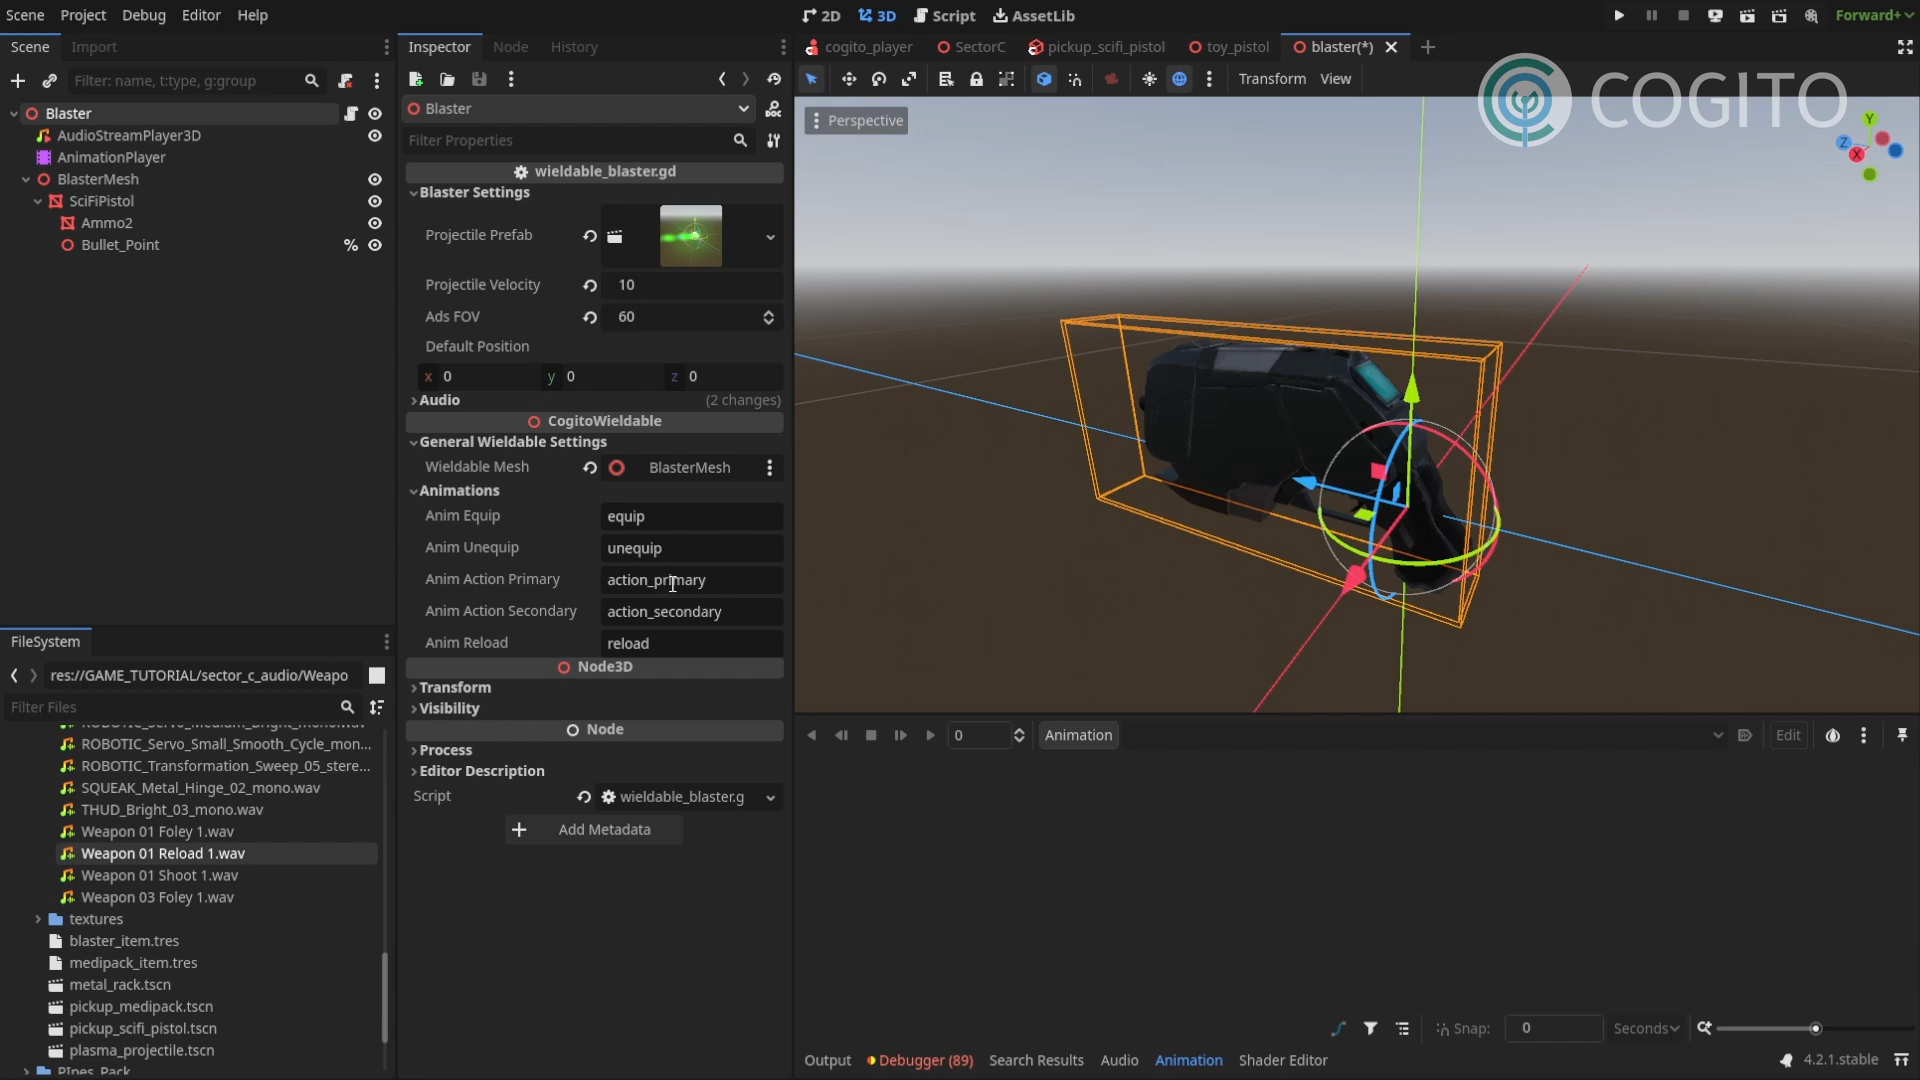 Scene Project Debug Editor Help
2D 3D Script AssetLib
Forward+
Scene Import
Filter: name, t:type, g:group
Blaster
AudioStreamPlayer3D
AnimationPlayer
BlasterMesh
SciFiPistol
Ammo2
Bullet_Point
%
FileSystem
res://GAME_TUTORIAL/sector_c_audio/Weapo
Filter Files
ROBOTIC_Servo_Medium_Bright_mono.wav
ROBOTIC_Servo_Small_Smooth_Cycle_mon...
ROBOTIC_Transformation_Sweep_05_stere...
SQUEAK_Metal_Hinge_02_mono.wav
THUD_Bright_03_mono.wav
Weapon 01 Foley 1.wav
Weapon 01 Reload 1.wav
Weapon 01 Shoot 1.wav
Weapon 03 Foley 1.wav
textures
blaster_item.tres
medipack_item.tres
metal_rack.tscn
pickup_medipack.tscn
pickup_scifi_pistol.tscn
plasma_projectile.tscn
PIpes_Pack
Inspector Node History
Blaster
Filter Properties
wieldable_blaster.gd
Blaster Settings
Projectile Prefab
Projectile Velocity 10
Ads FOV 60
Default Position
x 0 y 0 z 0
Audio (2 changes)
CogitoWieldable
General Wieldable Settings
Wieldable Mesh BlasterMesh
Animations
Anim Equip equip
Anim Unequip unequip
Anim Action Primary action_primary
Anim Action Secondary action_secondary
Anim Reload reload
Node3D
Transform
Visibility
Node
Process
Editor Description
Script wieldable_blaster.g
Add Metadata
cogito_player SectorC pickup_scifi_pistol toy_pistol blaster(*)
Transform View
Perspective
COGITO
Y
Z
X
0 Animation Edit
Snap: 0 Seconds
Output Debugger (89) Search Results Audio Animation Shader Editor
4.2.1.stable